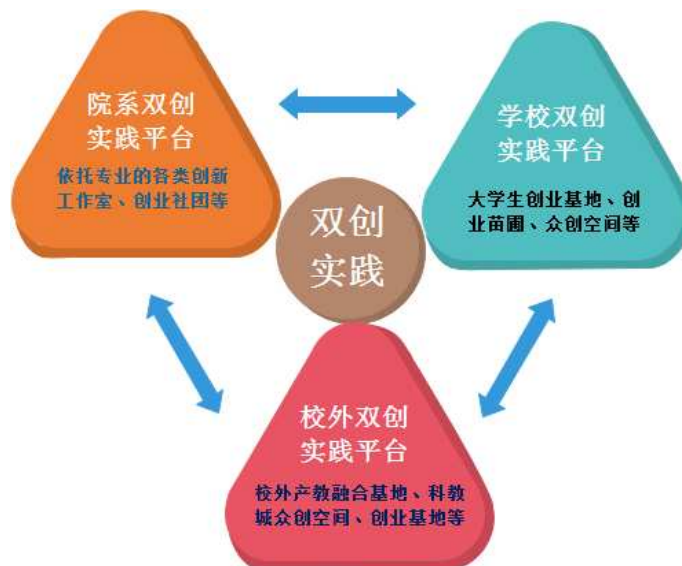 院系双创
实践平台
依托专业的各类创新
工作室、创业社团等
学校双创
实践平台
大学生创业基地、创
业苗圃、众创空间等
双创
实践
校外双创
实践平台
校外产教融合基地、科教
城众创空间、创业基地等